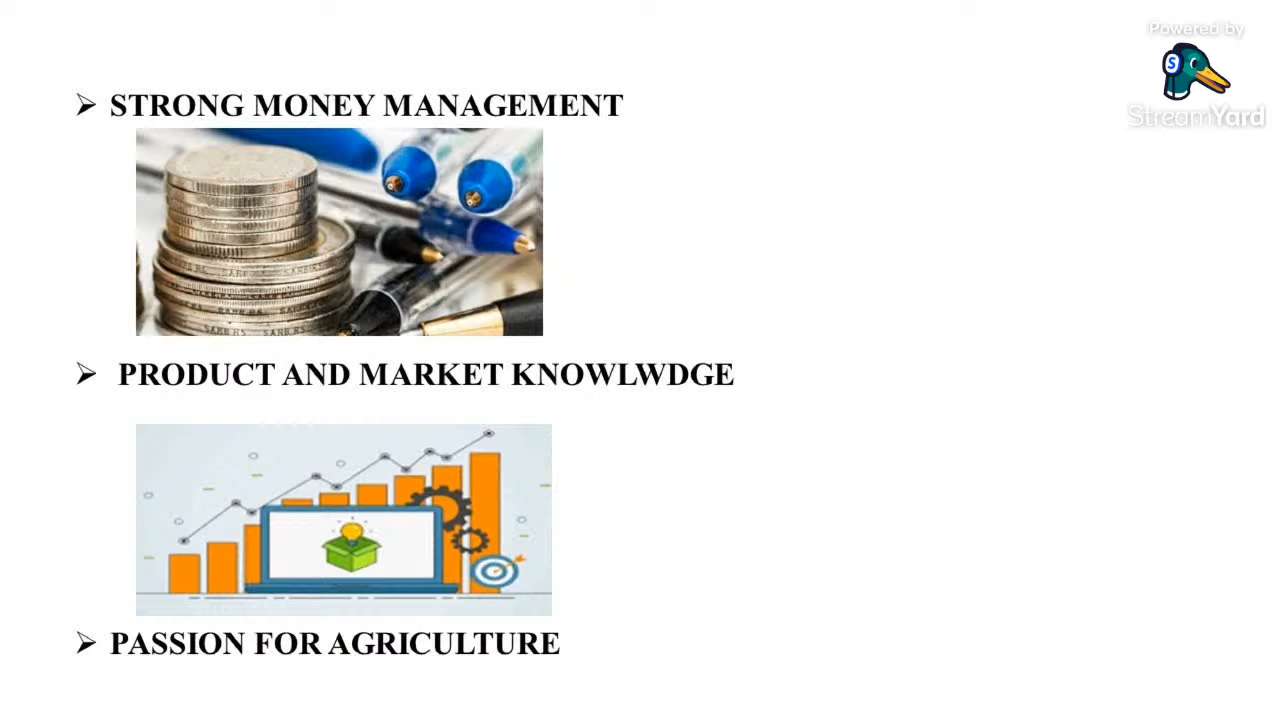 Powered by
StreamYard
➢ STRONG MONEY MANAGEMENT
➢ PRODUCT AND MARKET KNOWLWDGE
➢ PASSION FOR AGRICULTURE